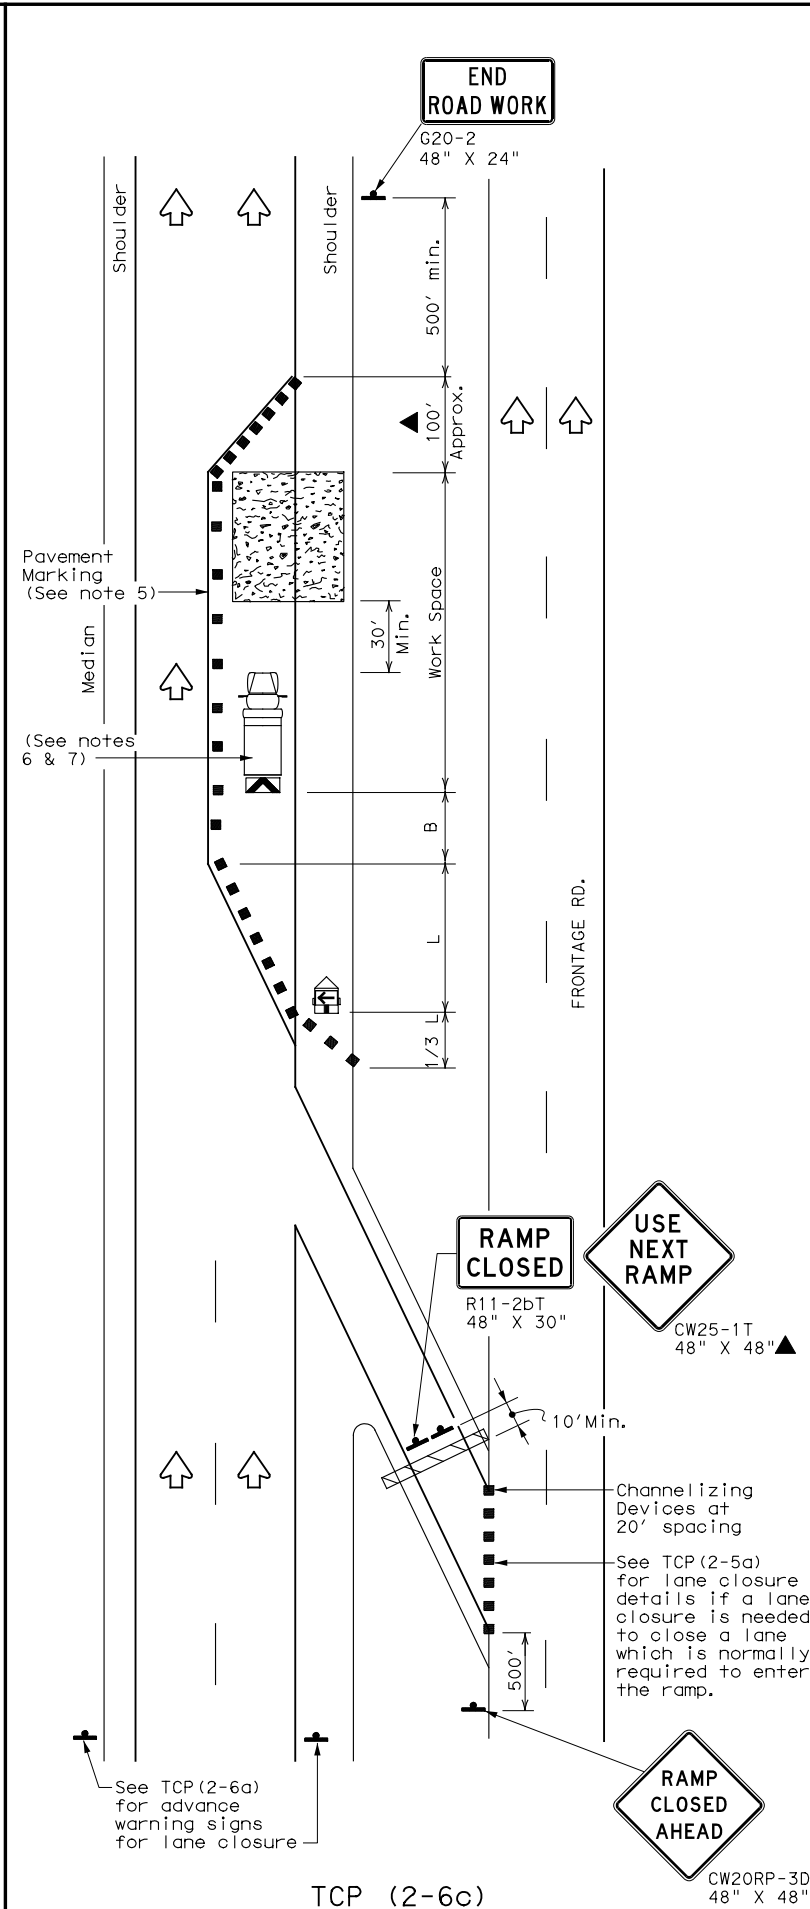 END
ROAD WORK
G20-2
48" X 24"
Shoulder
Shoulder
500' min.
100'
Approx.
Pavement
Marking
(See note 5)
Median
30'
Min.
Work Space
(See notes
6 & 7)
B
L
FRONTAGE RD.
1/3 L
RAMP
CLOSED
R11-2bT
48" X 30"
USE
NEXT
RAMP
CW25-1T
48" X 48"
10'Min.
Channelizing
Devices at
20' spacing
See TCP(2-5a)
for lane closure
details if a lane
closure is needed
to close a lane
which is normally
required to enter
the ramp.
500'
See TCP(2-6a)
for advance
warning signs
for lane closure
RAMP
CLOSED
AHEAD
CW20RP-3D
48" X 48"
TCP (2-6c)